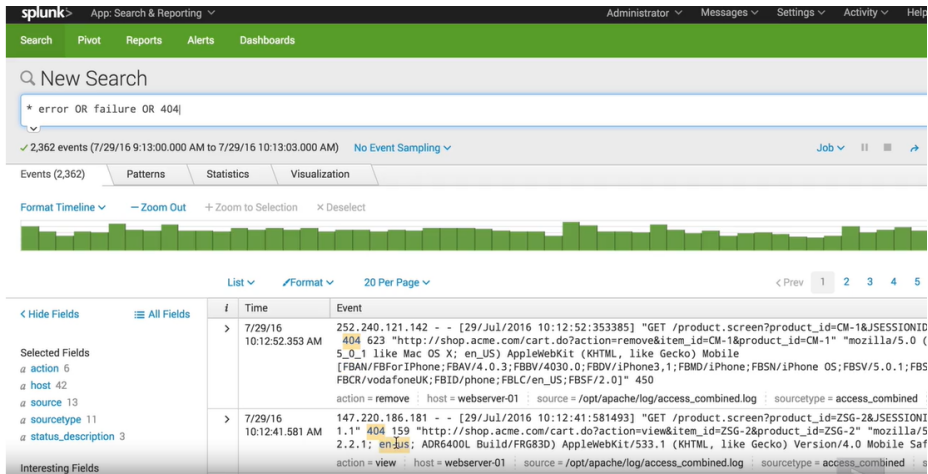 splunk> App: Search & Reporting Administrator Messages Settings Activity Help
Search Pivot Reports Alerts Dashboards
New Search
* error OR failure OR 404
2,362 events (7/29/16 9:13:00.000 AM to 7/29/16 10:13:03.000 AM) No Event Sampling Job
Events (2,362) Patterns Statistics Visualization
Format Timeline — Zoom Out + Zoom to Selection × Deselect
List Format 20 Per Page < Prev 1 2 3 4 5
< Hide Fields All Fields i Time Event
Selected Fields
a action 6
a host 42
a source 13
a sourcetype 11
a status_description 3
Interesting Fields
> 7/29/16
10:12:52.353 AM
252.240.121.142 - - [29/Jul/2016 10:12:52:353385] "GET /product.screen?product_id=CM-1&JSESSIONID
404 623 "http://shop.acme.com/cart.do?action=remove&item_id=CM-1&product_id=CM-1" "mozilla/5.0 (
5_0_1 like Mac OS X; en_US) AppleWebKit (KHTML, like Gecko) Mobile
[FBAN/FBForIPhone;FBAV/4.0.3;FBBV/4030.0;FBDV/iPhone3,1;FBMD/iPhone;FBSN/iPhone OS;FBSV/5.0.1;FBS
FBCR/vodafoneUK;FBID/phone;FBLC/en_US;FBSF/2.0]" 450
action = remove host = webserver-01 source = /opt/apache/log/access_combined.log sourcetype = access_combined s
> 7/29/16
10:12:41.581 AM
147.220.186.181 - - [29/Jul/2016 10:12:41:581493] "GET /product.screen?product_id=ZSG-2&JSESSIONI
1.1" 404 159 "http://shop.acme.com/cart.do?action=view&item_id=ZSG-2&product_id=ZSG-2" "mozilla/5
2.2.1; en-us; ADR6400L Build/FRG83D) AppleWebKit/533.1 (KHTML, like Gecko) Version/4.0 Mobile Saf
action = view host = webserver-01 source = /opt/apache/log/access_combined.log sourcetype = access_combined s